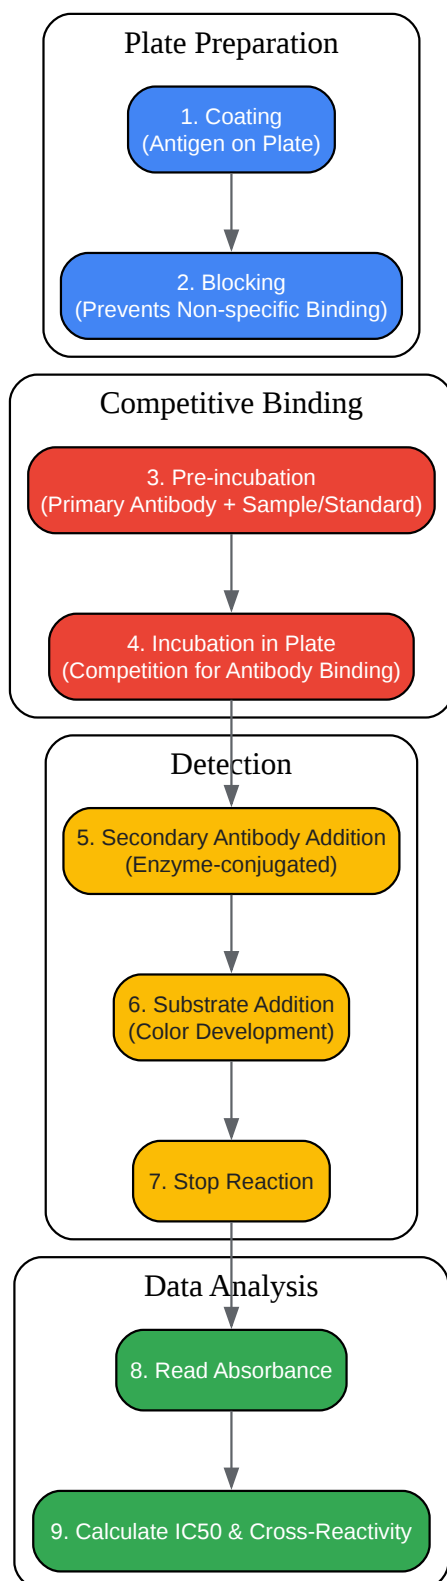 Plate Preparation
1. Coating
(Antigen on Plate)
2. Blocking
(Prevents Non-specific Binding)
Competitive Binding
3. Pre-incubation
(Primary Antibody + Sample/Standard)
4. Incubation in Plate
(Competition for Antibody Binding)
Detection
5. Secondary Antibody Addition
(Enzyme-conjugated)
6. Substrate Addition
(Color Development)
7. Stop Reaction
Data Analysis
8. Read Absorbance
9. Calculate IC50 & Cross-Reactivity